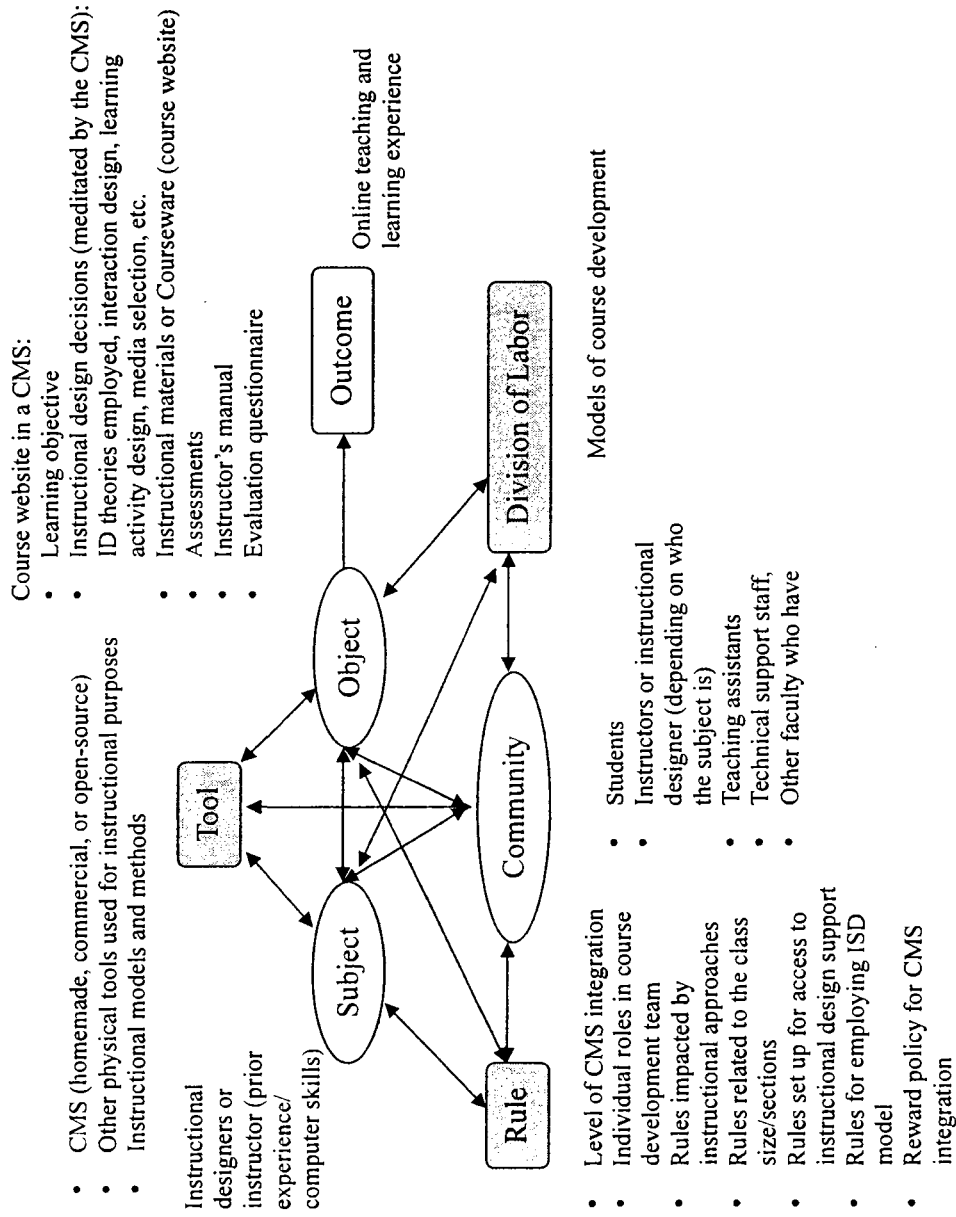 Course website in a CMS:
• Learning objective
• Instructional design decisions (meditated by the CMS):
ID theories employed, interaction design, learning
activity design, media selection, etc.
• Instructional materials or Courseware (course website)
• Assessments
• Instructor's manual
• Evaluation questionnaire
• CMS (homemade, commercial, or open-source)
• Other physical tools used for instructional purposes
• Instructional models and methods
Tool
Instructional
designers or
instructor (prior
experience/
computer skills)
Subject
Object
Outcome
Online teaching and
learning experience
Rule
Community
Division of Labor
• Level of CMS integration
• Individual roles in course
development team
• Rules impacted by
instructional approaches
• Rules related to the class
size/sections
• Rules set up for access to
instructional design support
• Rules for employing ISD
model
• Reward policy for CMS
integration
• Students
• Instructors or instructional
designer (depending on who
the subject is)
• Teaching assistants
• Technical support staff,
• Other faculty who have
Models of course development